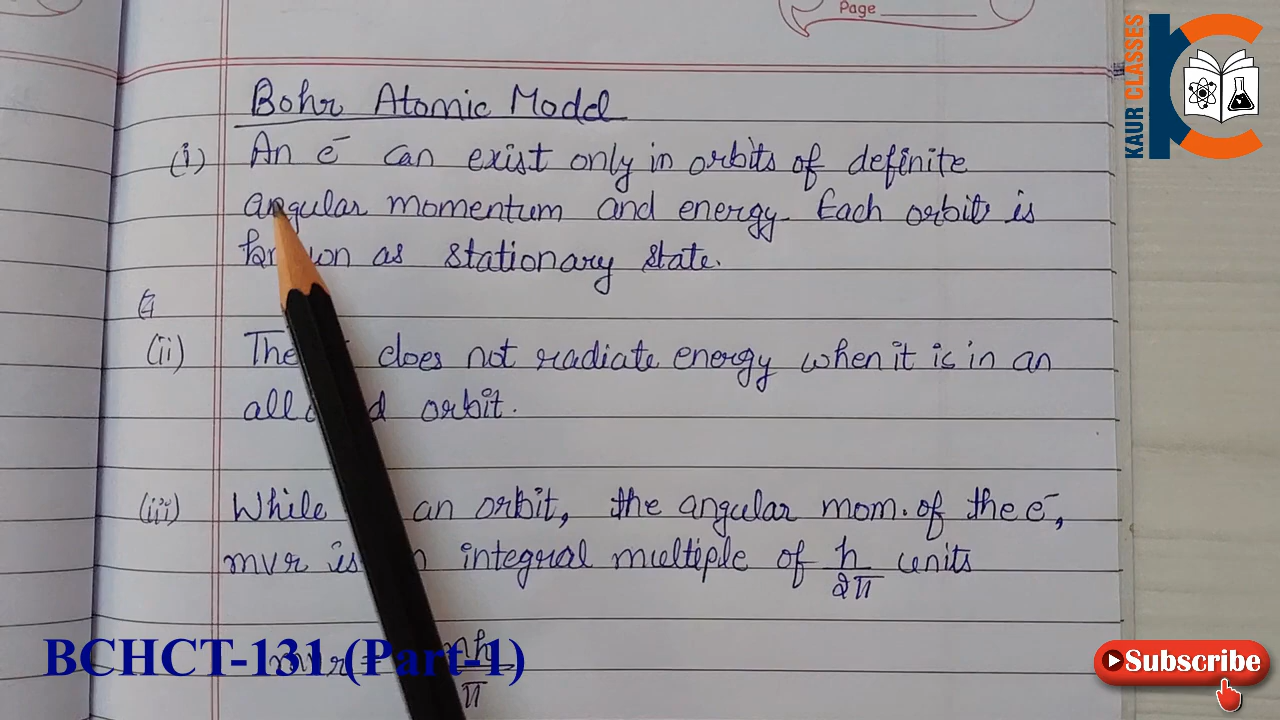 Page
KAUR CLASSES
Bohr Atomic Model
(i) An e⁻ can exist only in orbits of definite
angular momentum and energy. Each orbit is
as stationary state.
(ii) does not radiate energy when it is in an
orbit.
(iii) While an orbit, the angular mom. of the e⁻,
mvr is integral multiple of h/2π units
mvr = nh/π
BCHCT-131 (Part-1)
Subscribe